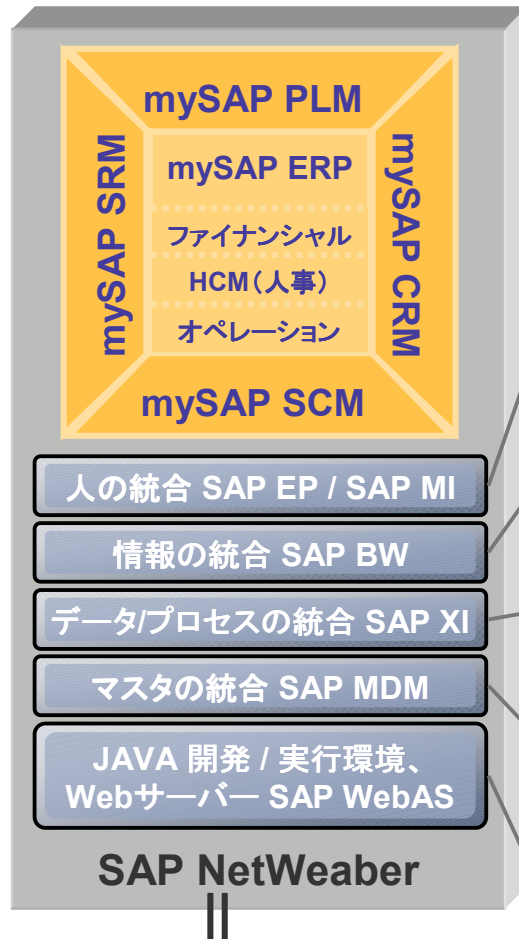 mySAP PLM
mySAP SRM
mySAP ERP
ファイナンシャル
HCM（人事）
オペレーション
mySAP CRM
mySAP SCM
人の統合 SAP EP / SAP MI
情報の統合 SAP BW
データ/プロセスの統合 SAP XI
マスタの統合 SAP MDM
JAVA 開発 / 実行環境、
Webサーバー SAP WebAS
SAP NetWeaber